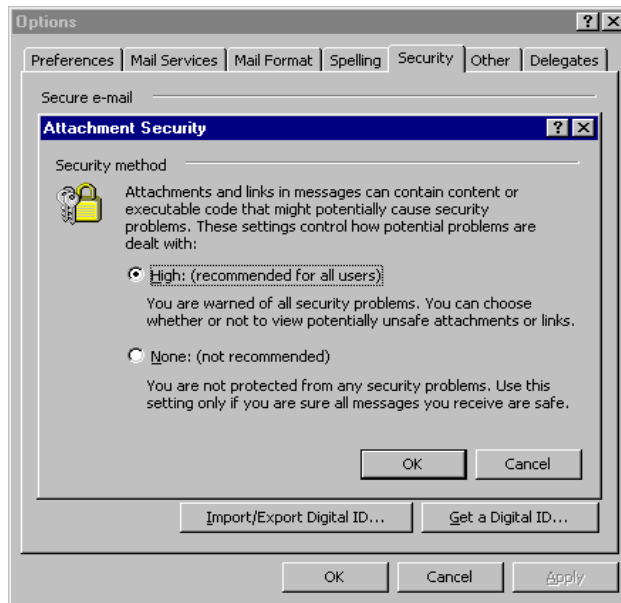 Options
Preferences Mail Services Mail Format Spelling Security Other Delegates
Secure e-mail
Attachment Security
Security method
Attachments and links in messages can contain content or
executable code that might potentially cause security
problems. These settings control how potential problems are
dealt with:
High: (recommended for all users)
You are warned of all security problems. You can choose
whether or not to view potentially unsafe attachments or links.
None: (not recommended)
You are not protected from any security problems. Use this
setting only if you are sure all messages you receive are safe.
OK Cancel
Import/Export Digital ID... Get a Digital ID...
OK Cancel Apply